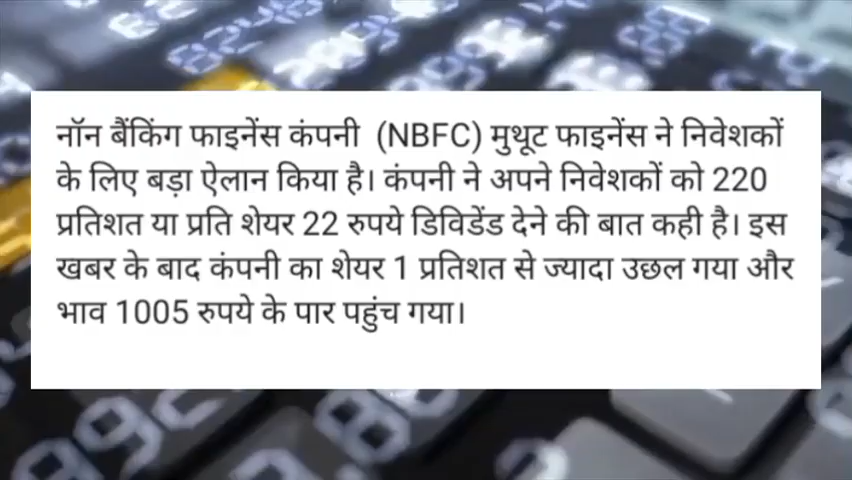 नॉन बैंकिंग फाइनेंस कंपनी (NBFC) मुथूट फाइनेंस ने निवेशकों
के लिए बड़ा ऐलान किया है। कंपनी ने अपने निवेशकों को 220
प्रतिशत या प्रति शेयर 22 रुपये डिविडेंड देने की बात कही है। इस
खबर के बाद कंपनी का शेयर 1 प्रतिशत से ज्यादा उछल गया और
भाव 1005 रुपये के पार पहुंच गया।